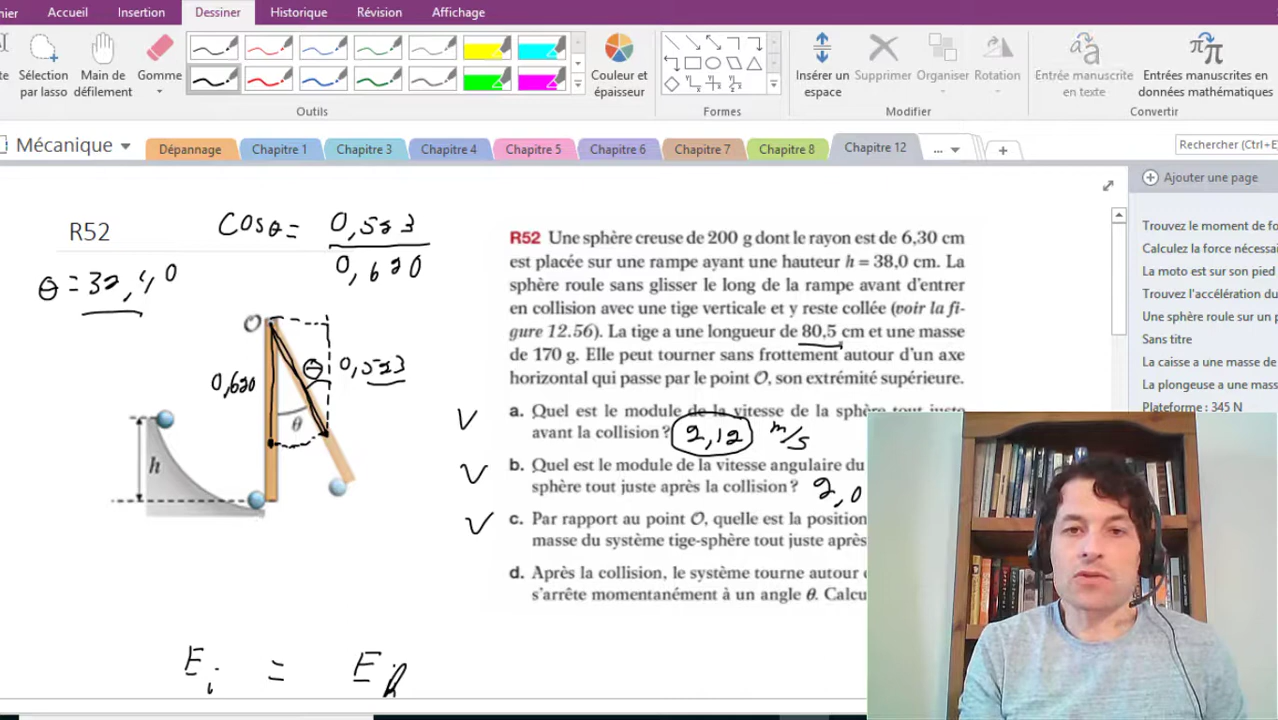 nier Accueil Insertion Dessiner Historique Révision Affichage
Sélection par lasso
Main de défilement
Gomme
Couleur et épaisseur
Insérer un espace
Supprimer
Organiser
Rotation
Entrée manuscrite en texte
Entrées manuscrites en données mathématiques
Outils
Formes
Modifier
Convertir
Mécanique
Dépannage Chapitre 1 Chapitre 3 Chapitre 4 Chapitre 5 Chapitre 6 Chapitre 7 Chapitre 8 Chapitre 12 ...
Rechercher (Ctrl+E)
Ajouter une page
Trouvez le moment de fo
Calculez la force nécessai
La moto est sur son pied
Trouvez l'accélération du
Une sphère roule sur un p
Sans titre
La caisse a une masse de
La plongeuse a une mass
Plateforme : 345 N
R52
Cosθ = 0,523
0,620
θ = 32,4°
O
0,620
θ
0,523
θ
h
R52 Une sphère creuse de 200 g dont le rayon est de 6,30 cm
est placée sur une rampe ayant une hauteur h = 38,0 cm. La
sphère roule sans glisser le long de la rampe avant d'entrer
en collision avec une tige verticale et y reste collée (voir la fi-
gure 12.56). La tige a une longueur de 80,5 cm et une masse
de 170 g. Elle peut tourner sans frottement autour d'un axe
horizontal qui passe par le point O, son extrémité supérieure.
a. Quel est le module de la vitesse de la sphère tout juste
avant la collision ? 2,12 m/s
b. Quel est le module de la vitesse angulaire du
sphère tout juste après la collision ? 2,0
c. Par rapport au point O, quelle est la position
masse du système tige-sphère tout juste après
d. Après la collision, le système tourne autour
s'arrête momentanément à un angle θ. Calcu
Ei =